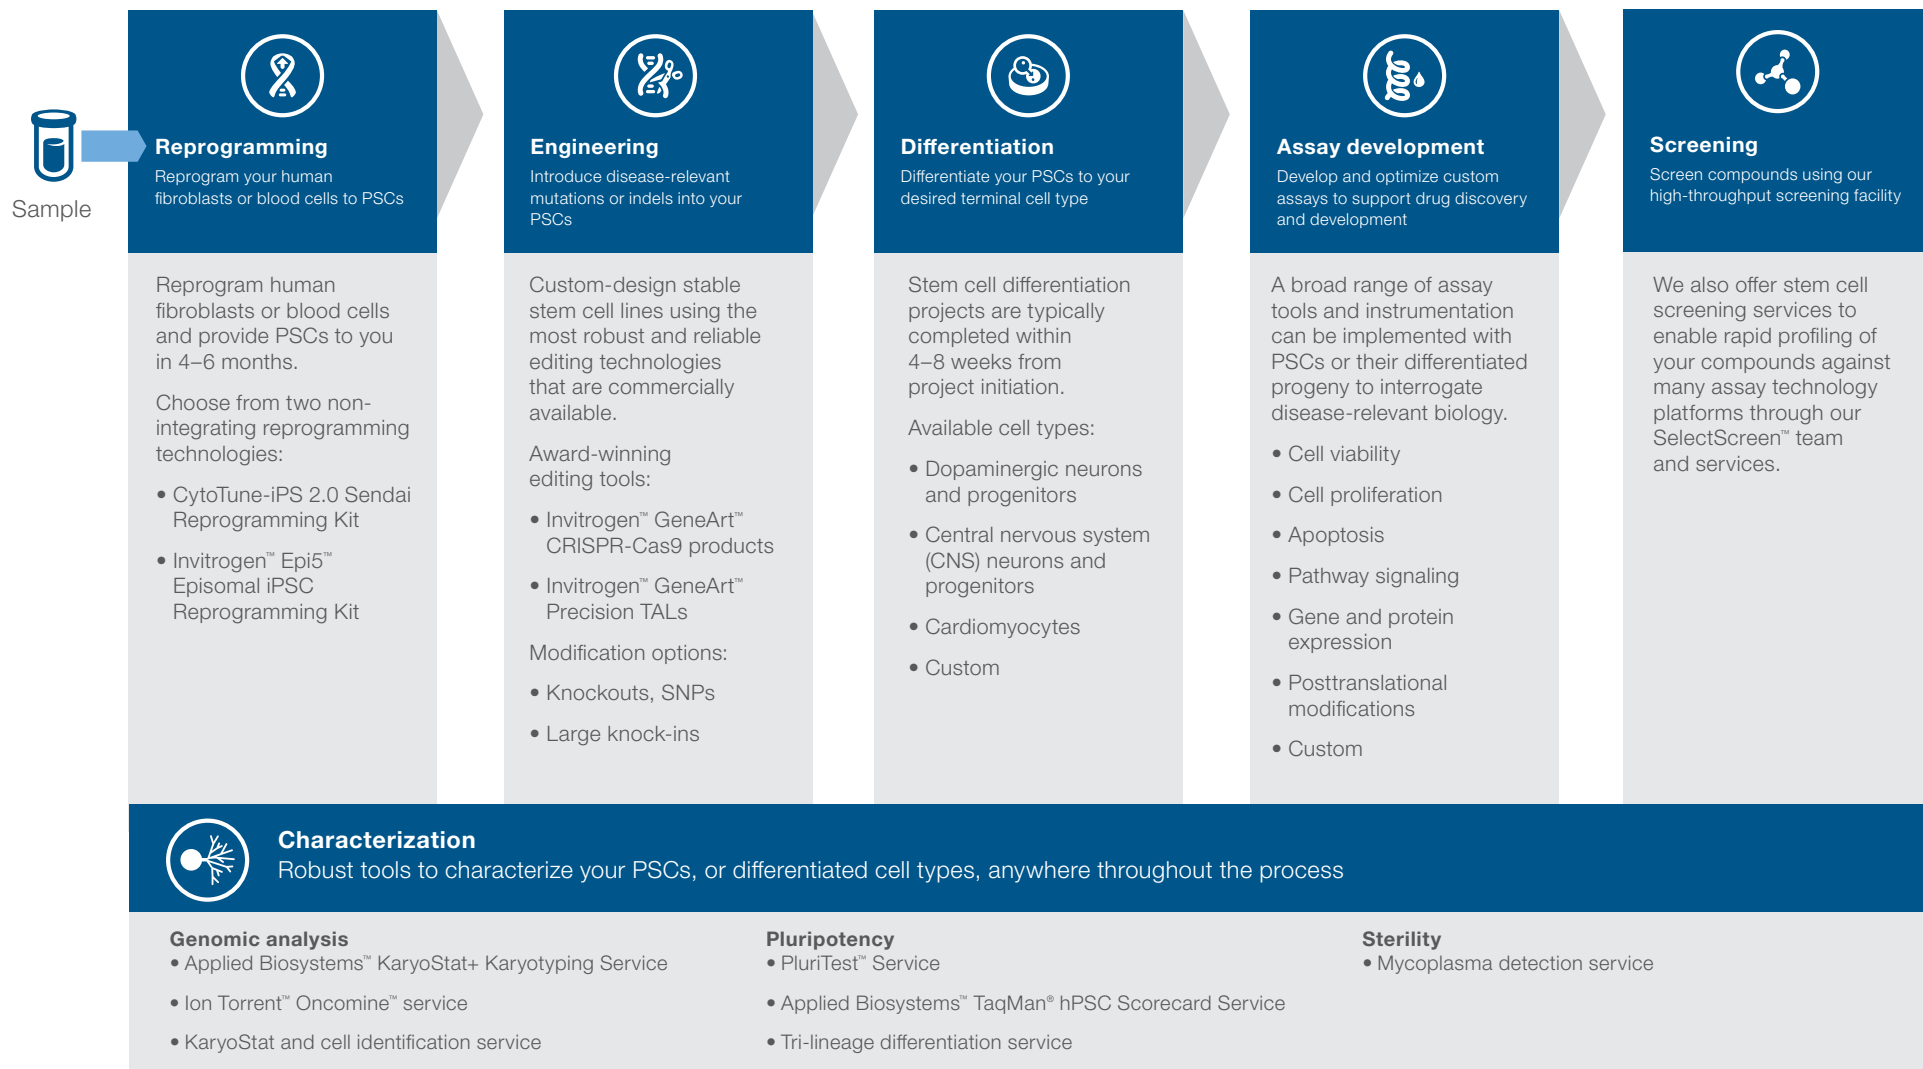 Sample
Reprogramming
Reprogram your human
fibroblasts or blood cells to PSCs
Reprogram human
fibroblasts or blood cells
and provide PSCs to you
in 4–6 months.
Choose from two non-
integrating reprogramming
technologies:
• CytoTune-iPS 2.0 Sendai
Reprogramming Kit
• Invitrogen™ Epi5™
Episomal iPSC
Reprogramming Kit
Engineering
Introduce disease-relevant
mutations or indels into your
PSCs
Custom-design stable
stem cell lines using the
most robust and reliable
editing technologies
that are commercially
available.
Award-winning
editing tools:
• Invitrogen™ GeneArt™
CRISPR-Cas9 products
• Invitrogen™ GeneArt™
Precision TALs
Modification options:
• Knockouts, SNPs
• Large knock-ins
Differentiation
Differentiate your PSCs to your
desired terminal cell type
Stem cell differentiation
projects are typically
completed within
4–8 weeks from
project initiation.
Available cell types:
• Dopaminergic neurons
and progenitors
• Central nervous system
(CNS) neurons and
progenitors
• Cardiomyocytes
• Custom
Assay development
Develop and optimize custom
assays to support drug discovery
and development
A broad range of assay
tools and instrumentation
can be implemented with
PSCs or their differentiated
progeny to interrogate
disease-relevant biology.
• Cell viability
• Cell proliferation
• Apoptosis
• Pathway signaling
• Gene and protein
expression
• Posttranslational
modifications
• Custom
Screening
Screen compounds using our
high-throughput screening facility
We also offer stem cell
screening services to
enable rapid profiling of
your compounds against
many assay technology
platforms through our
SelectScreen™ team
and services.
Characterization
Robust tools to characterize your PSCs, or differentiated cell types, anywhere throughout the process
Genomic analysis
• Applied Biosystems™ KaryoStat+ Karyotyping Service
• Ion Torrent™ Oncomine™ service
• KaryoStat and cell identification service
Pluripotency
• PluriTest™ Service
• Applied Biosystems™ TaqMan® hPSC Scorecard Service
• Tri-lineage differentiation service
Sterility
• Mycoplasma detection service